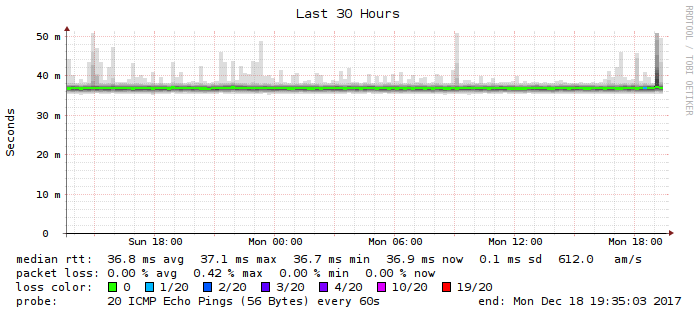 Last 30 Hours
RRDTOOL / TOBI OETIKER
Seconds
50 m
40 m
30 m
20 m
10 m
0
Sun 18:00 Mon 00:00 Mon 06:00 Mon 12:00 Mon 18:00
median rtt: 36.8 ms avg 37.1 ms max 36.7 ms min 36.9 ms now 0.1 ms sd 612.0 am/s
packet loss: 0.00 % avg 0.42 % max 0.00 % min 0.00 % now
loss color: 0 1/20 2/20 3/20 4/20 10/20 19/20
probe: 20 ICMP Echo Pings (56 Bytes) every 60s end: Mon Dec 18 19:35:03 2017